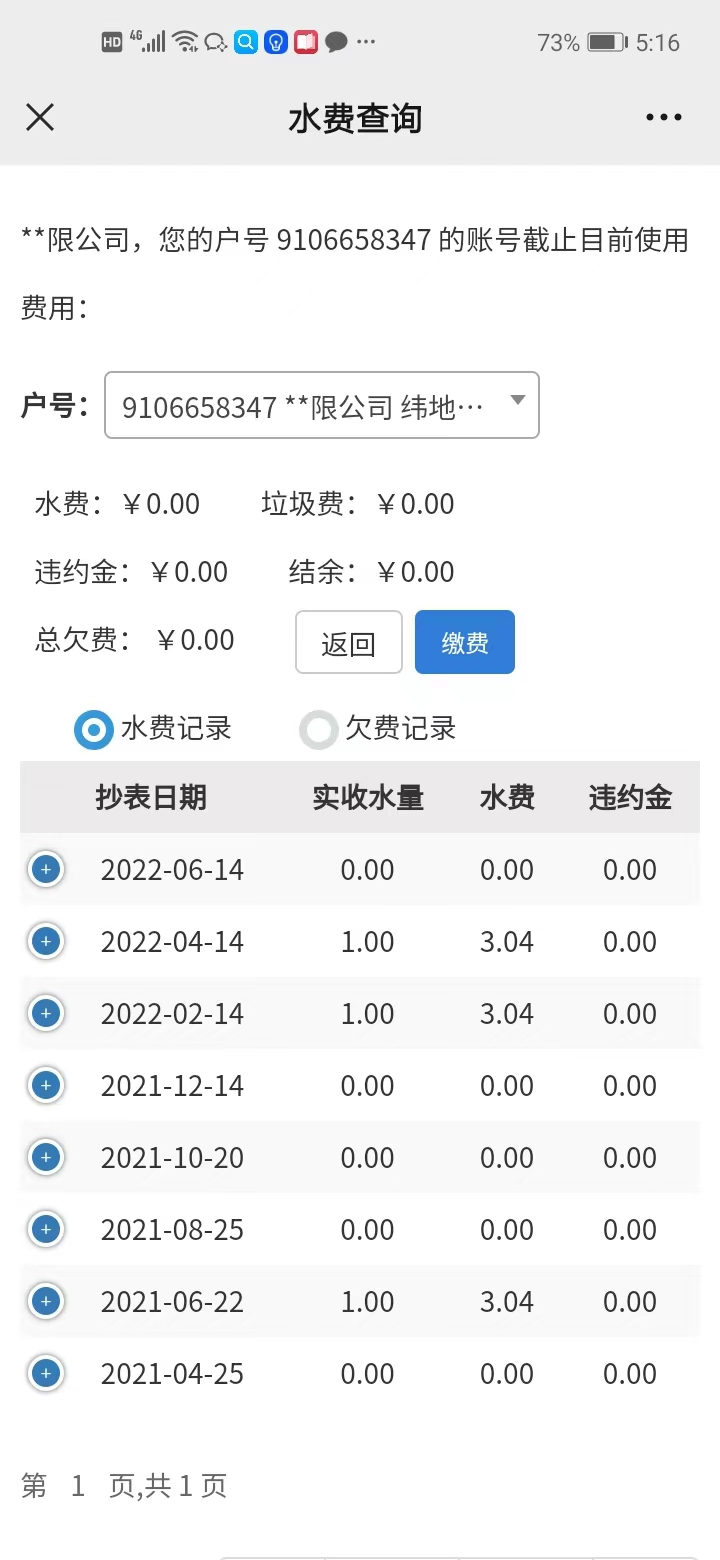 HD 4G 73% 5:16
水费查询
**限公司，您的户号 9106658347 的账号截止目前使用
费用：
户号： 9106658347 **限公司 纬地…
水费：￥0.00 垃圾费：￥0.00
违约金：￥0.00 结余：￥0.00
总欠费：￥0.00 返回 缴费
水费记录 欠费记录
抄表日期 实收水量 水费 违约金
2022-06-14 0.00 0.00 0.00
2022-04-14 1.00 3.04 0.00
2022-02-14 1.00 3.04 0.00
2021-12-14 0.00 0.00 0.00
2021-10-20 0.00 0.00 0.00
2021-08-25 0.00 0.00 0.00
2021-06-22 1.00 3.04 0.00
2021-04-25 0.00 0.00 0.00
第 1 页,共 1 页